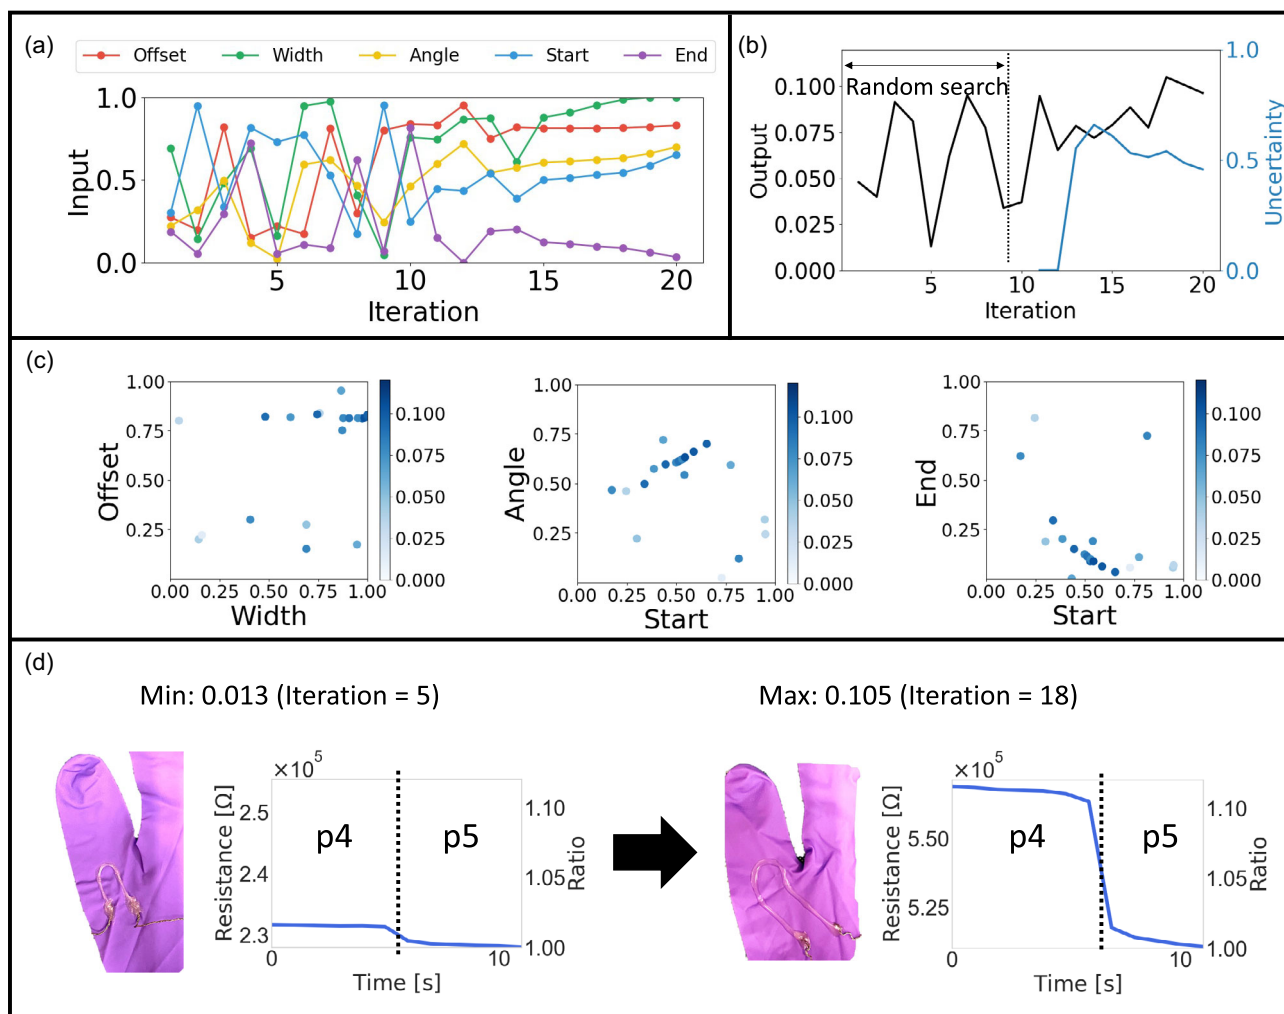 (a)
Offset Width Angle Start End
1.0
0.5
0.0
Input
5 10 15 20
Iteration
(b)
Random search
0.100
0.075
0.050
0.025
0.000
Output
1.0
0.5
0.0
Uncertainty
5 10 15 20
Iteration
(c)
1.00
0.75
0.50
0.25
Offset
0.00 0.25 0.50 0.75 1.00
Width
0.100
0.075
0.050
0.025
0.000
1.00
0.75
0.50
0.25
Angle
0.00 0.25 0.50 0.75 1.00
Start
0.100
0.075
0.050
0.025
0.000
1.00
0.75
0.50
0.25
End
0.00 0.25 0.50 0.75 1.00
Start
0.100
0.075
0.050
0.025
0.000
(d)
Min: 0.013 (Iteration = 5)
×10⁵
2.5
2.4
2.3
Resistance [Ω]
p4 p5
1.10
1.05
1.00
Ratio
0 10
Time [s]
Max: 0.105 (Iteration = 18)
×10⁵
5.50
5.25
Resistance [Ω]
p4 p5
1.10
1.05
1.00
Ratio
0 10
Time [s]